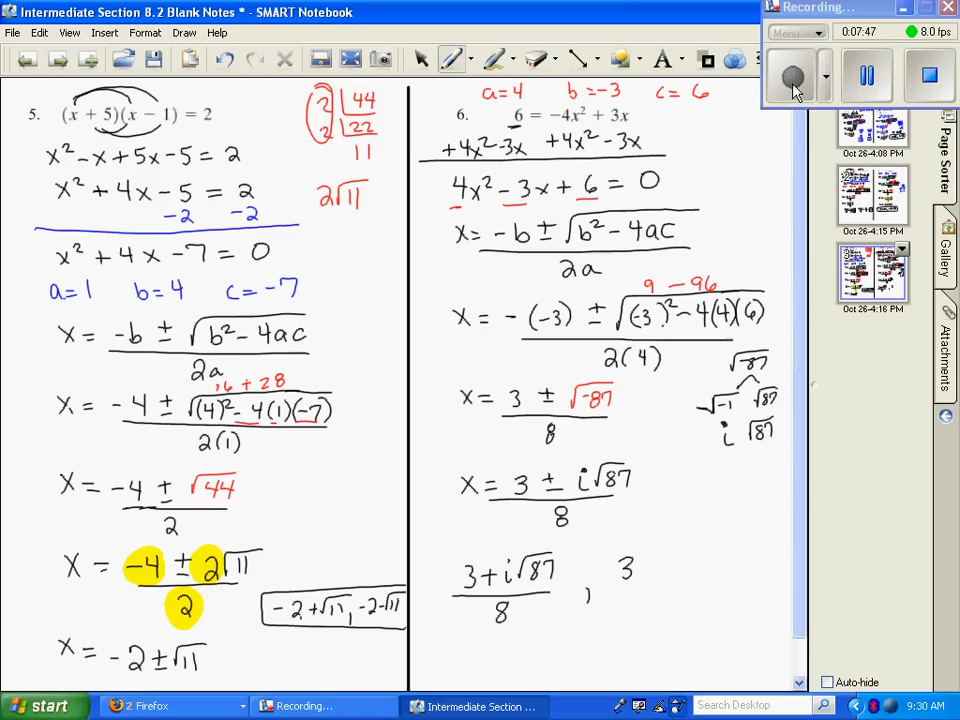 Intermediate Section 8.2 Blank Notes * - SMART Notebook
Recording...
File Edit View Insert Format Draw Help
Menu
0:07:47
8.0 fps
5. (x + 5)(x − 1) = 2
x² - x + 5x - 5 = 2
x² + 4x - 5 = 2
-2 -2
x² + 4x - 7 = 0
a = 1 b = 4 c = -7
x = -b ± √b² - 4ac
2a
16 + 28
x = -4 ± √(4)² - 4(1)(-7)
2(1)
x = -4 ± √44
2
x = -4 ± 2√11
2
x = -2 ± √11
-2+√11, -2-√11
2 44
2 22
11
2√11
a=4 b=-3 c=6
6. 6 = −4x² + 3x
+4x² -3x +4x² -3x
4x² - 3x + 6 = 0
x = -b ± √b² - 4ac
2a
9 - 96
x = -(-3) ± √(-3)² - 4(4)(6)
2(4)
x = 3 ± √-87
8
√-87
√-1 √87
i √87
x = 3 ± i√87
8
3 + i√87 , 3
8
Oct 26-4:08 PM
Oct 26-4:15 PM
Oct 26-4:16 PM
Page Sorter
Gallery
Attachments
Auto-hide
start
2 Firefox
Recording...
Intermediate Section ...
Search Desktop
9:30 AM